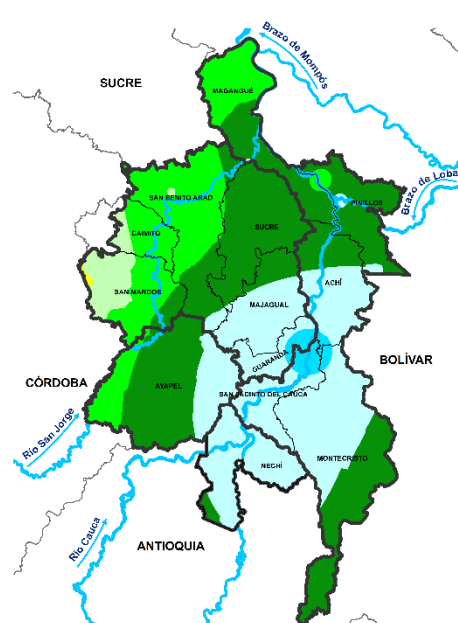 Brazo de Mompós
SUCRE
MAGANGUÉ
Brazo de Loba
SAN BENITO ABAD
PINILLOS
SUCRE
CAIMITO
ACHÍ
SAN MARCOS
MAJAGUAL
GUARANDA
BOLÍVAR
CÓRDOBA
AYAPEL
SAN JACINTO DEL CAUCA
Río San Jorge
MONTECRISTO
NECHÍ
Río Cauca
ANTIOQUIA